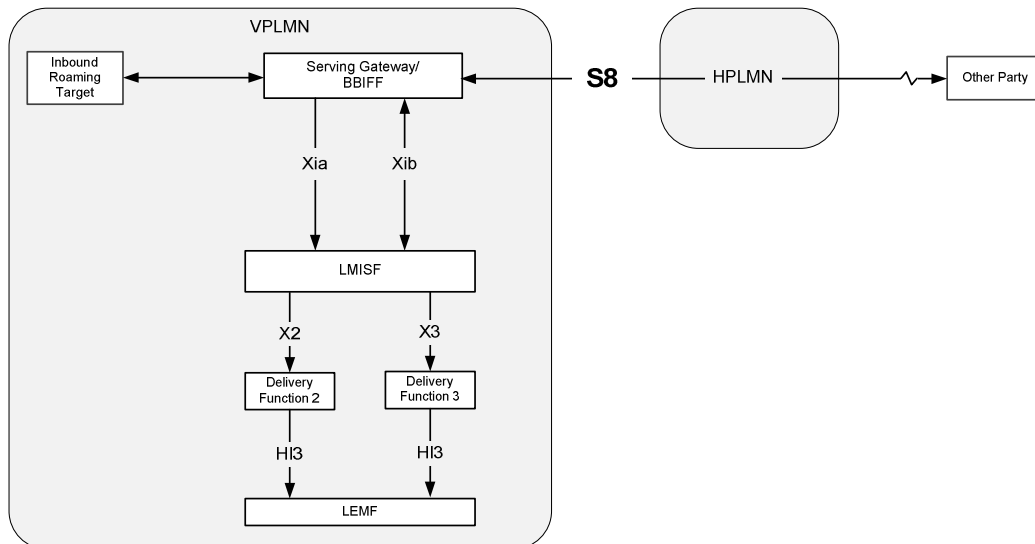 VPLMN
Inbound
Roaming
Target
Serving Gateway/
BBIFF
S8
HPLMN
Other Party
Xia
Xib
LMISF
X2
X3
Delivery
Function 2
Delivery
Function 3
HI3
HI3
LEMF